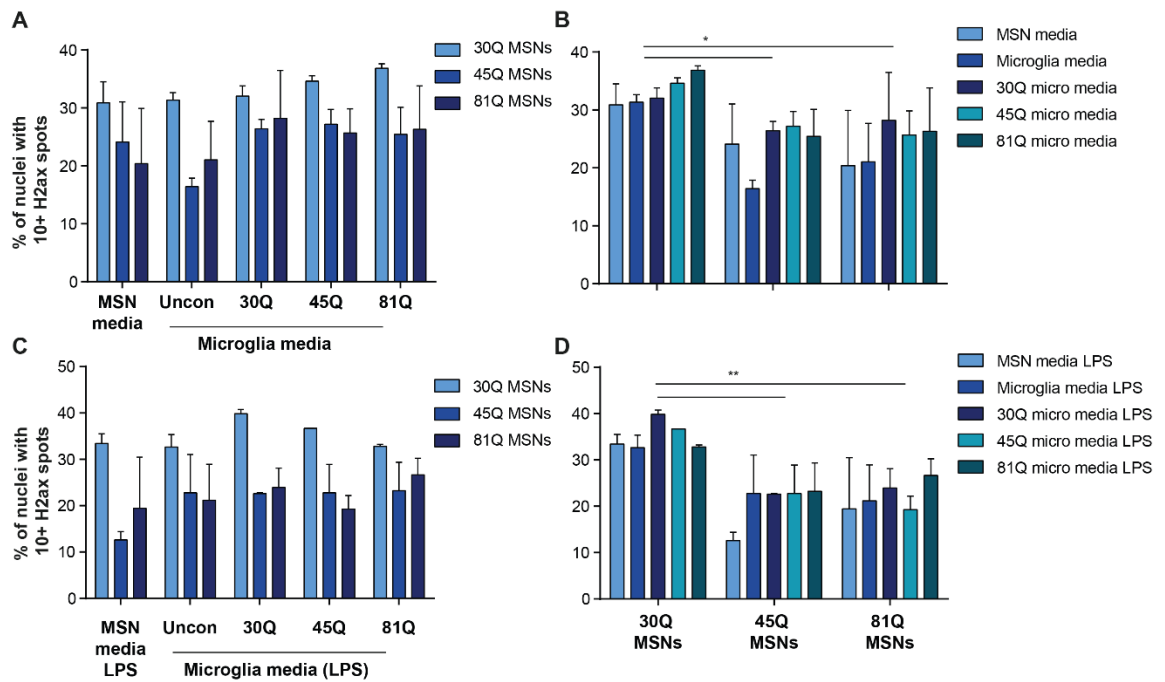 A
% of nuclei with
10+ H2ax spots
40
30
20
10
0
MSN
media
Uncon
30Q
45Q
81Q
Microglia media
30Q MSNs
45Q MSNs
81Q MSNs
B
40
30
20
10
0
*
MSN media
Microglia media
30Q micro media
45Q micro media
81Q micro media
C
% of nuclei with
10+ H2ax spots
50
40
30
20
10
0
MSN
media
LPS
Uncon
30Q
45Q
81Q
Microglia media (LPS)
30Q MSNs
45Q MSNs
81Q MSNs
D
50
40
30
20
10
0
**
30Q
MSNs
45Q
MSNs
81Q
MSNs
MSN media LPS
Microglia media LPS
30Q micro media LPS
45Q micro media LPS
81Q micro media LPS